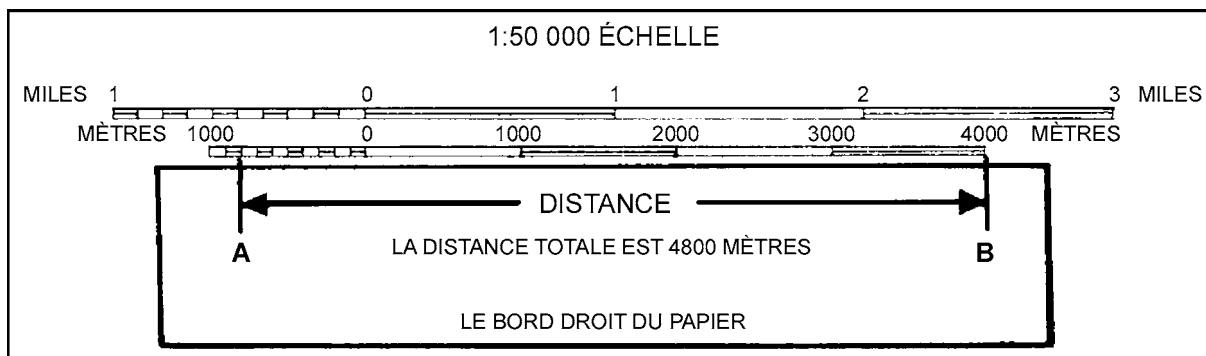 1:50 000 ÉCHELLE
MILES 1 0 1 2 3 MILES
MÈTRES 1000 0 1000 2000 3000 4000 MÈTRES
DISTANCE
A LA DISTANCE TOTALE EST 4800 MÈTRES B
LE BORD DROIT DU PAPIER